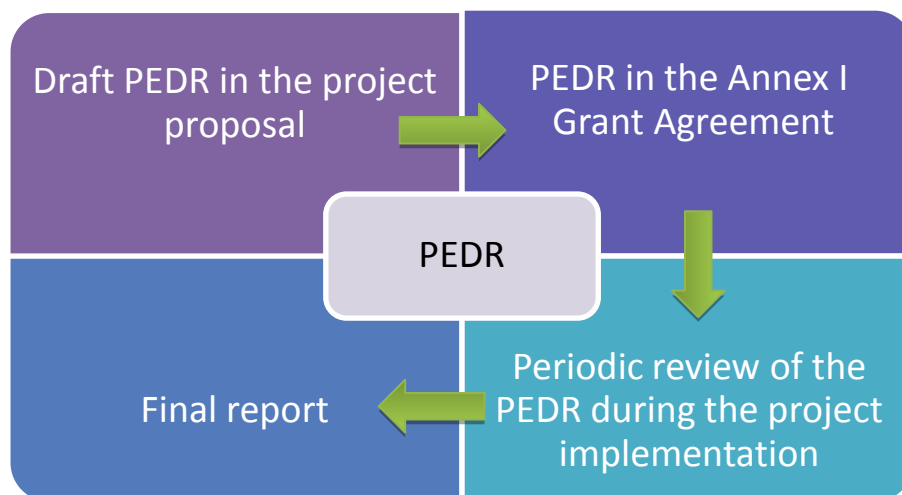 Draft PEDR in the project
proposal
PEDR in the Annex I
Grant Agreement
PEDR
Final report
Periodic review of the
PEDR during the project
implementation